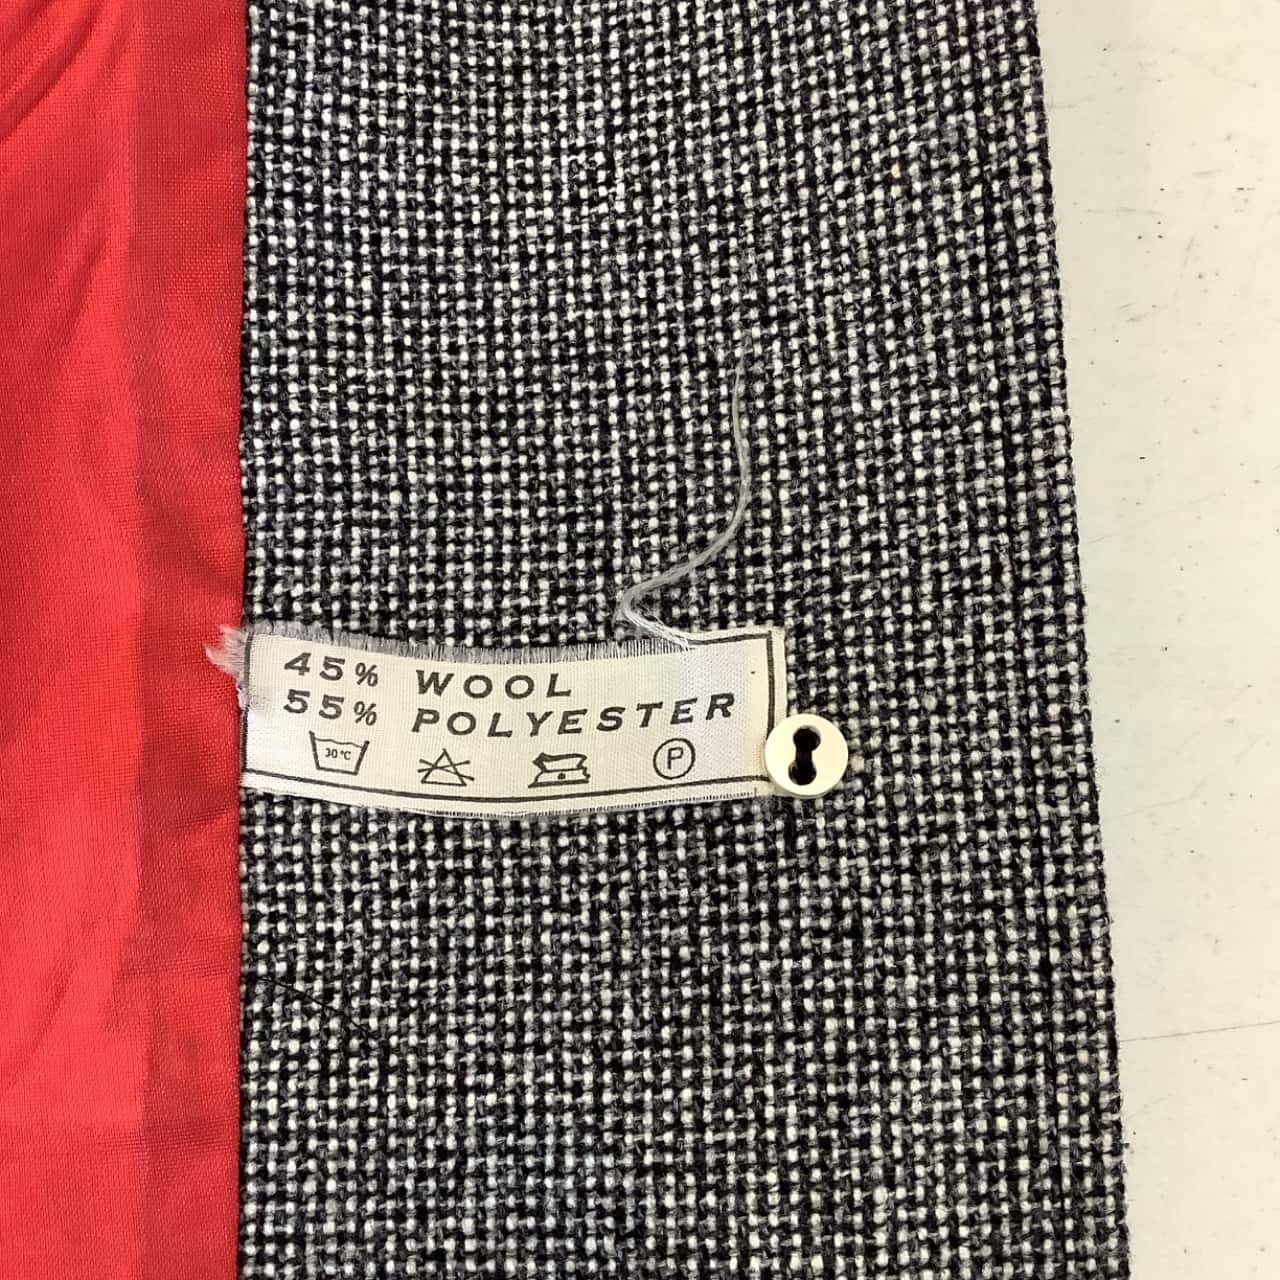 45% WOOL
55% POLYESTER
30°C P